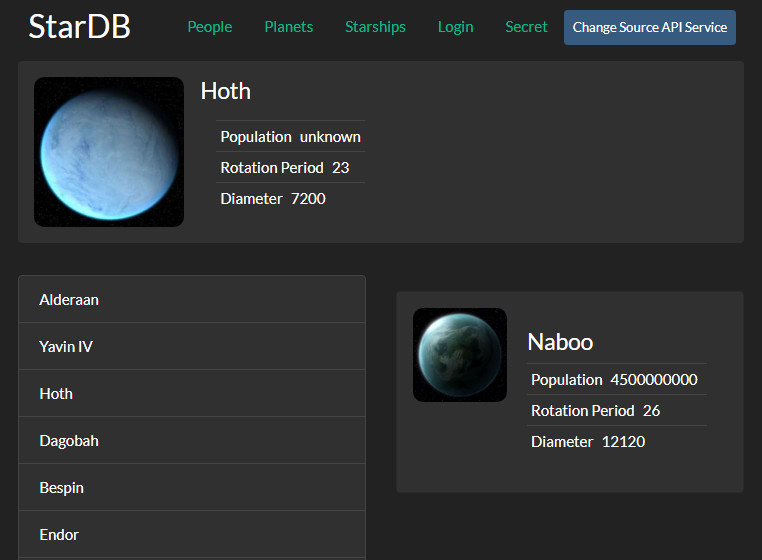 StarDB People Planets Starships Login Secret Change Source API Service
Hoth
Population unknown
Rotation Period 23
Diameter 7200
Alderaan
Yavin IV
Hoth
Dagobah
Bespin
Endor
Naboo
Population 4500000000
Rotation Period 26
Diameter 12120